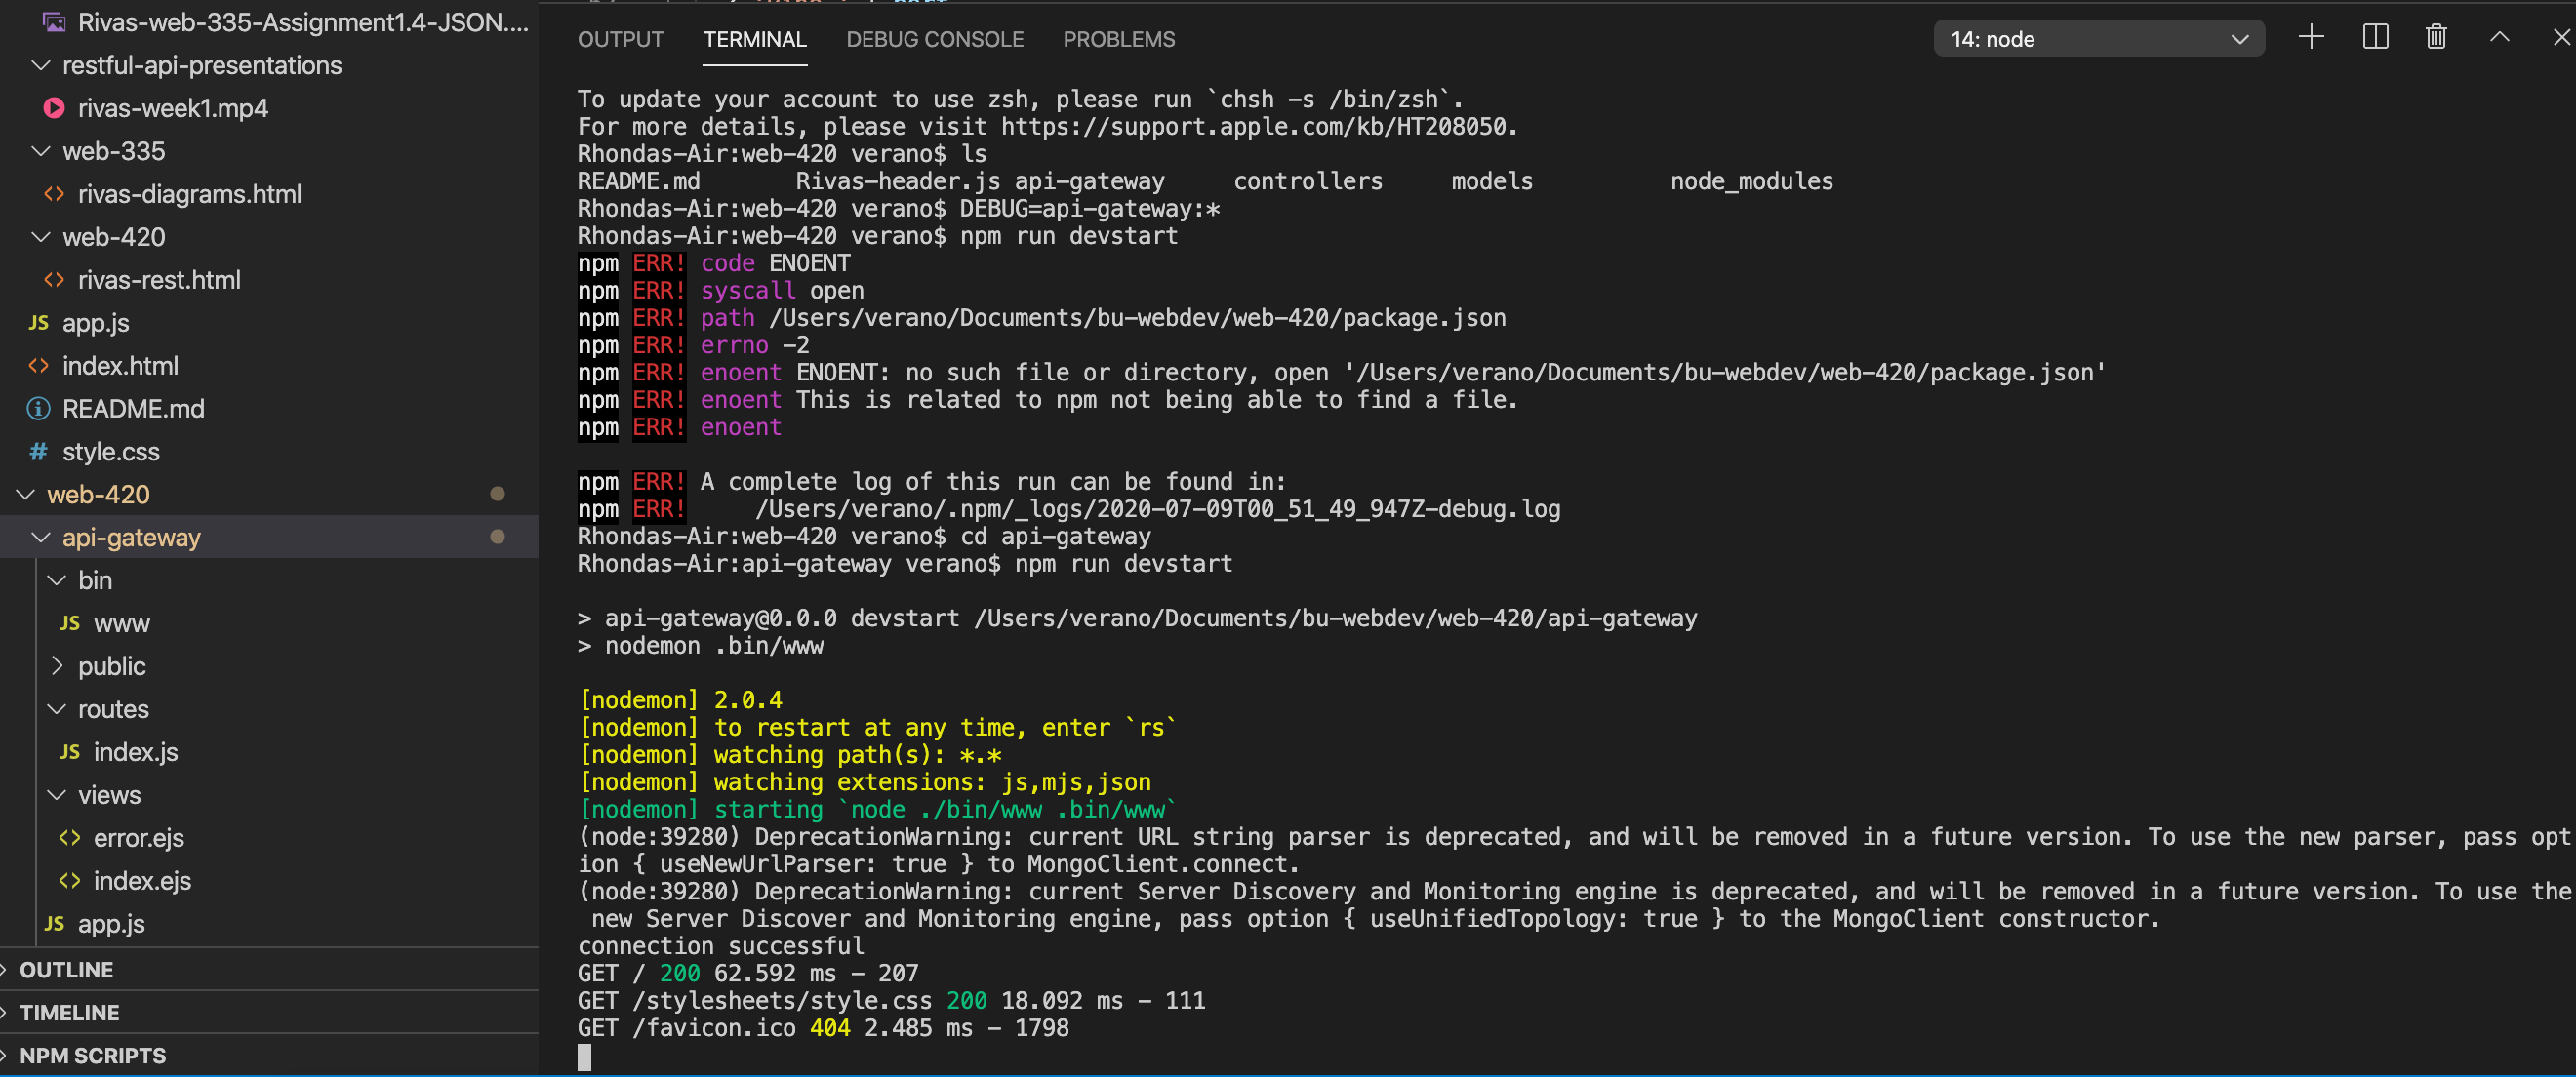 Rivas-web-335-Assignment1.4-JSON....
restful-api-presentations
rivas-week1.mp4
web-335
rivas-diagrams.html
web-420
rivas-rest.html
JS app.js
index.html
README.md
# style.css
web-420
api-gateway
bin
JS www
public
routes
JS index.js
views
error.ejs
index.ejs
JS app.js
OUTLINE
TIMELINE
NPM SCRIPTS
OUTPUT TERMINAL DEBUG CONSOLE PROBLEMS 14: node
To update your account to use zsh, please run `chsh -s /bin/zsh`.
For more details, please visit https://support.apple.com/kb/HT208050.
Rhondas-Air:web-420 verano$ ls
README.md Rivas-header.js api-gateway controllers models node_modules
Rhondas-Air:web-420 verano$ DEBUG=api-gateway:*
Rhondas-Air:web-420 verano$ npm run devstart
npm ERR! code ENOENT
npm ERR! syscall open
npm ERR! path /Users/verano/Documents/bu-webdev/web-420/package.json
npm ERR! errno -2
npm ERR! enoent ENOENT: no such file or directory, open '/Users/verano/Documents/bu-webdev/web-420/package.json'
npm ERR! enoent This is related to npm not being able to find a file.
npm ERR! enoent
npm ERR! A complete log of this run can be found in:
npm ERR! /Users/verano/.npm/_logs/2020-07-09T00_51_49_947Z-debug.log
Rhondas-Air:web-420 verano$ cd api-gateway
Rhondas-Air:api-gateway verano$ npm run devstart
> api-gateway@0.0.0 devstart /Users/verano/Documents/bu-webdev/web-420/api-gateway
> nodemon .bin/www
[nodemon] 2.0.4
[nodemon] to restart at any time, enter `rs`
[nodemon] watching path(s): *.*
[nodemon] watching extensions: js,mjs,json
[nodemon] starting `node ./bin/www .bin/www`
(node:39280) DeprecationWarning: current URL string parser is deprecated, and will be removed in a future version. To use the new parser, pass opt
ion { useNewUrlParser: true } to MongoClient.connect.
(node:39280) DeprecationWarning: current Server Discovery and Monitoring engine is deprecated, and will be removed in a future version. To use the
new Server Discover and Monitoring engine, pass option { useUnifiedTopology: true } to the MongoClient constructor.
connection successful
GET / 200 62.592 ms - 207
GET /stylesheets/style.css 200 18.092 ms - 111
GET /favicon.ico 404 2.485 ms - 1798